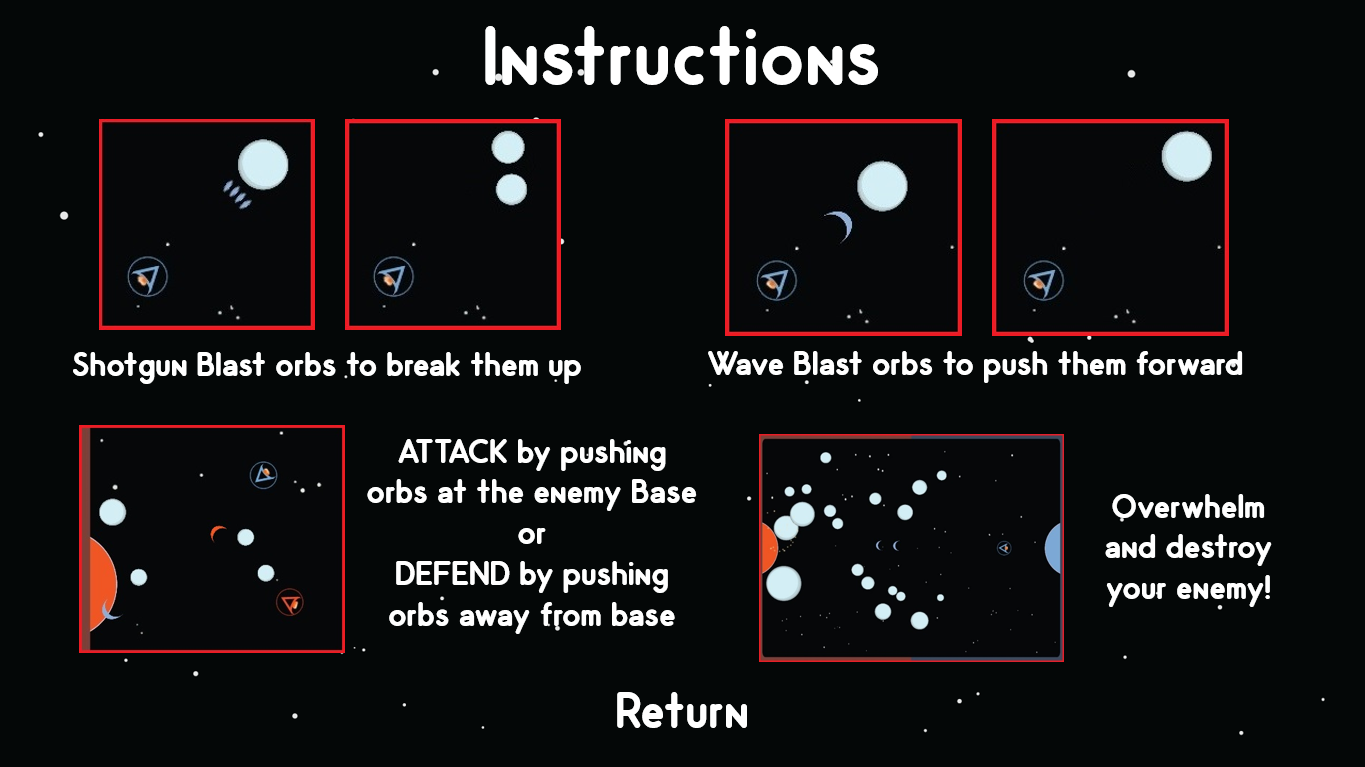 Instructions
Shotgun Blast orbs to break them up
Wave Blast orbs to push them forward
ATTACK by pushing
orbs at the enemy Base
or
DEFEND by pushing
orbs away from base
Overwhelm
and destroy
your enemy!
Return